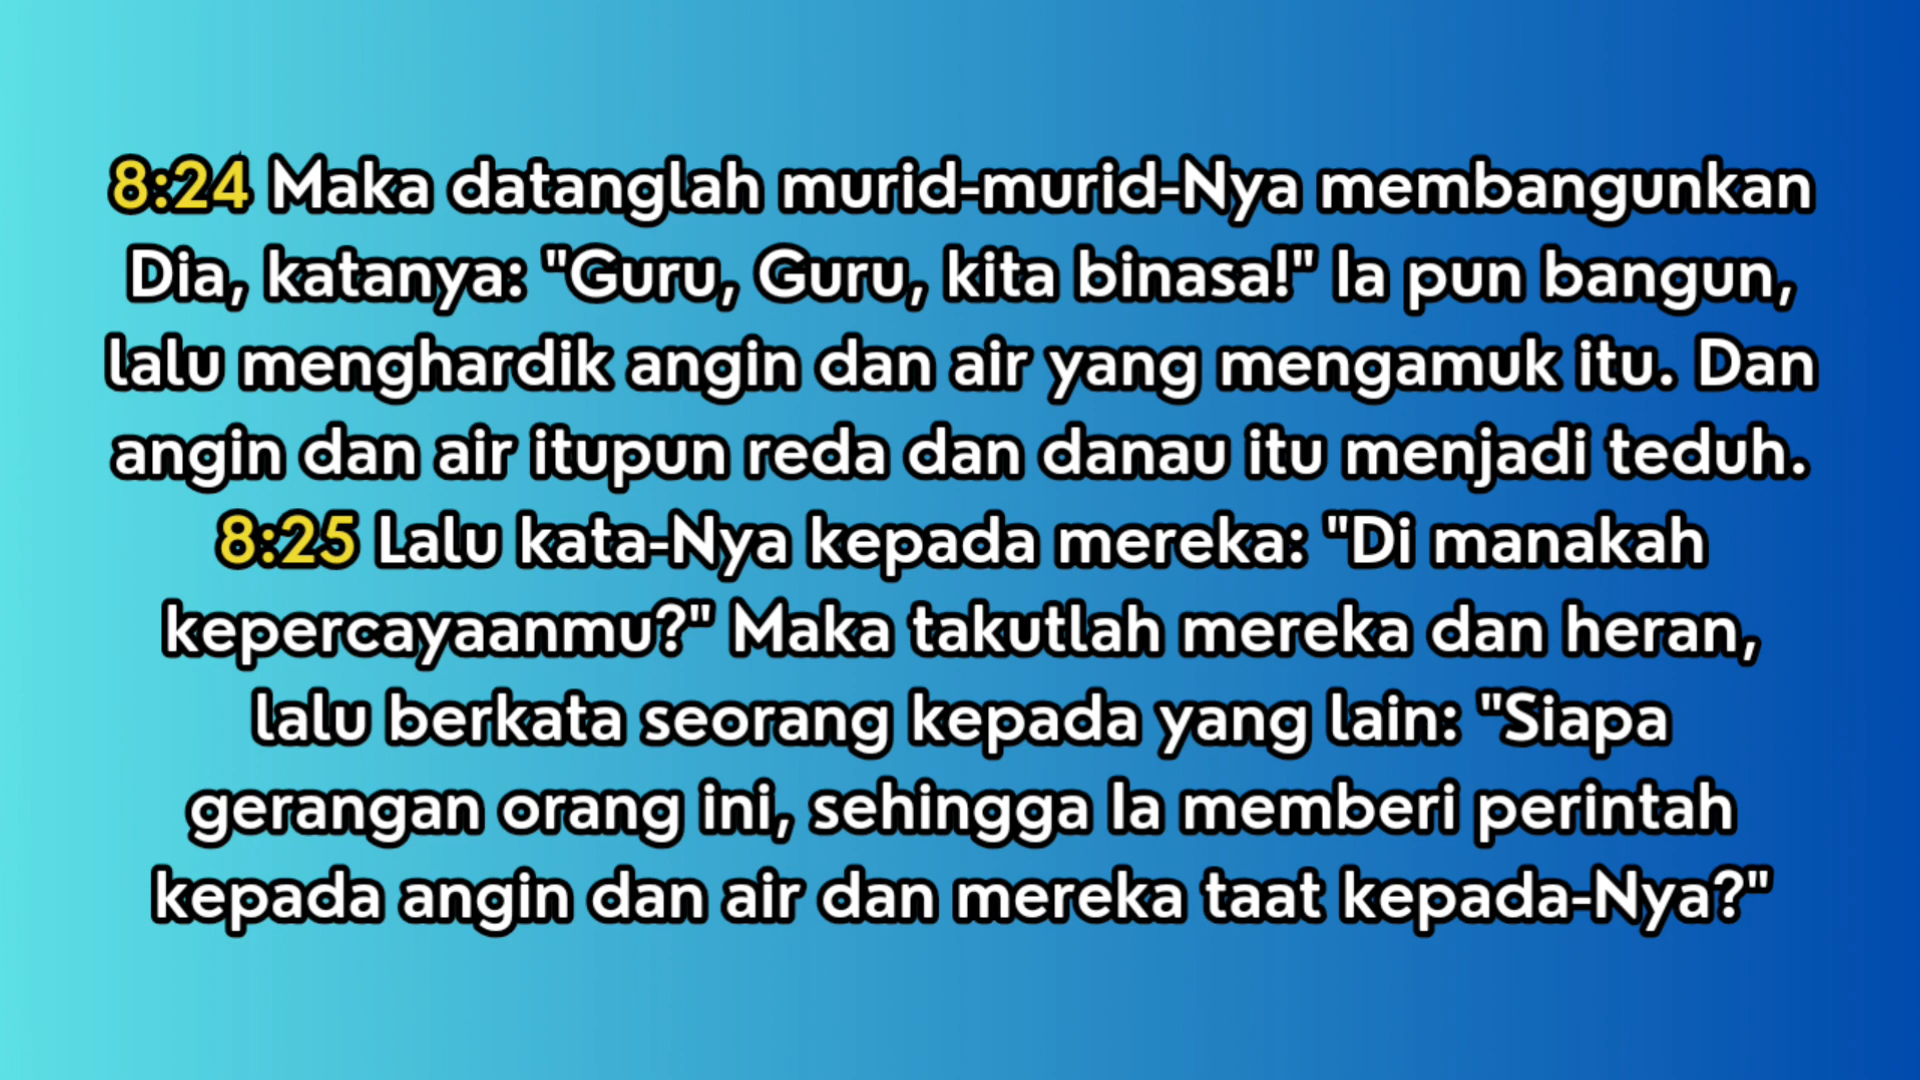 8:24 Maka datanglah murid-murid-Nya membangunkan
Dia, katanya: "Guru, Guru, kita binasa!" Ia pun bangun,
lalu menghardik angin dan air yang mengamuk itu. Dan
angin dan air itupun reda dan danau itu menjadi teduh.
8:25 Lalu kata-Nya kepada mereka: "Di manakah
kepercayaanmu?" Maka takutlah mereka dan heran,
lalu berkata seorang kepada yang lain: "Siapa
gerangan orang ini, sehingga Ia memberi perintah
kepada angin dan air dan mereka taat kepada-Nya?"